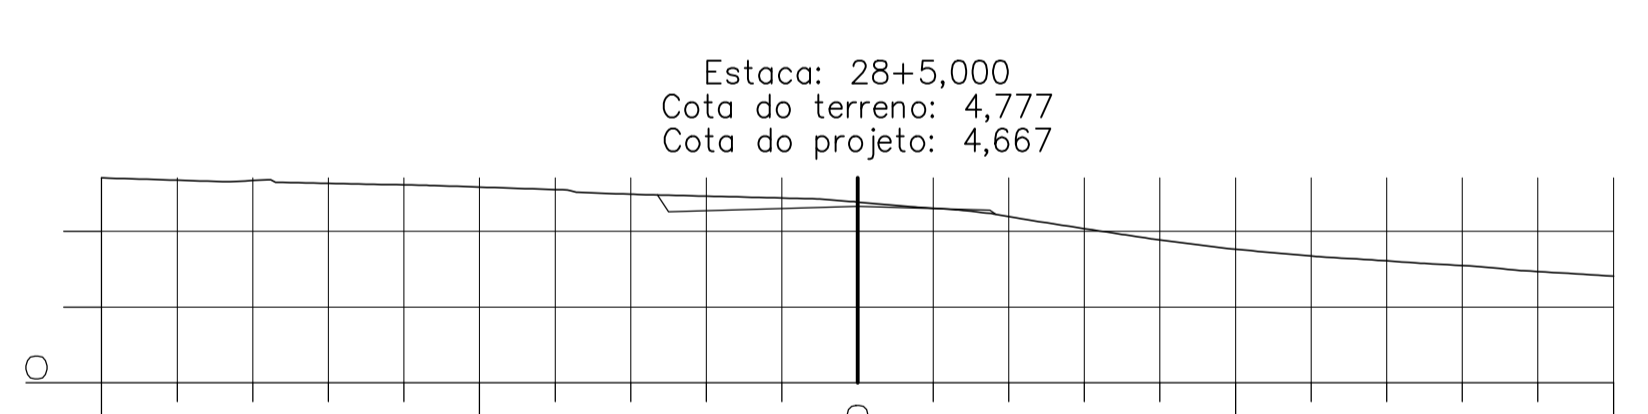 Estaca: 28+5,000
Cota do terreno: 4,777
Cota do projeto: 4,667
0